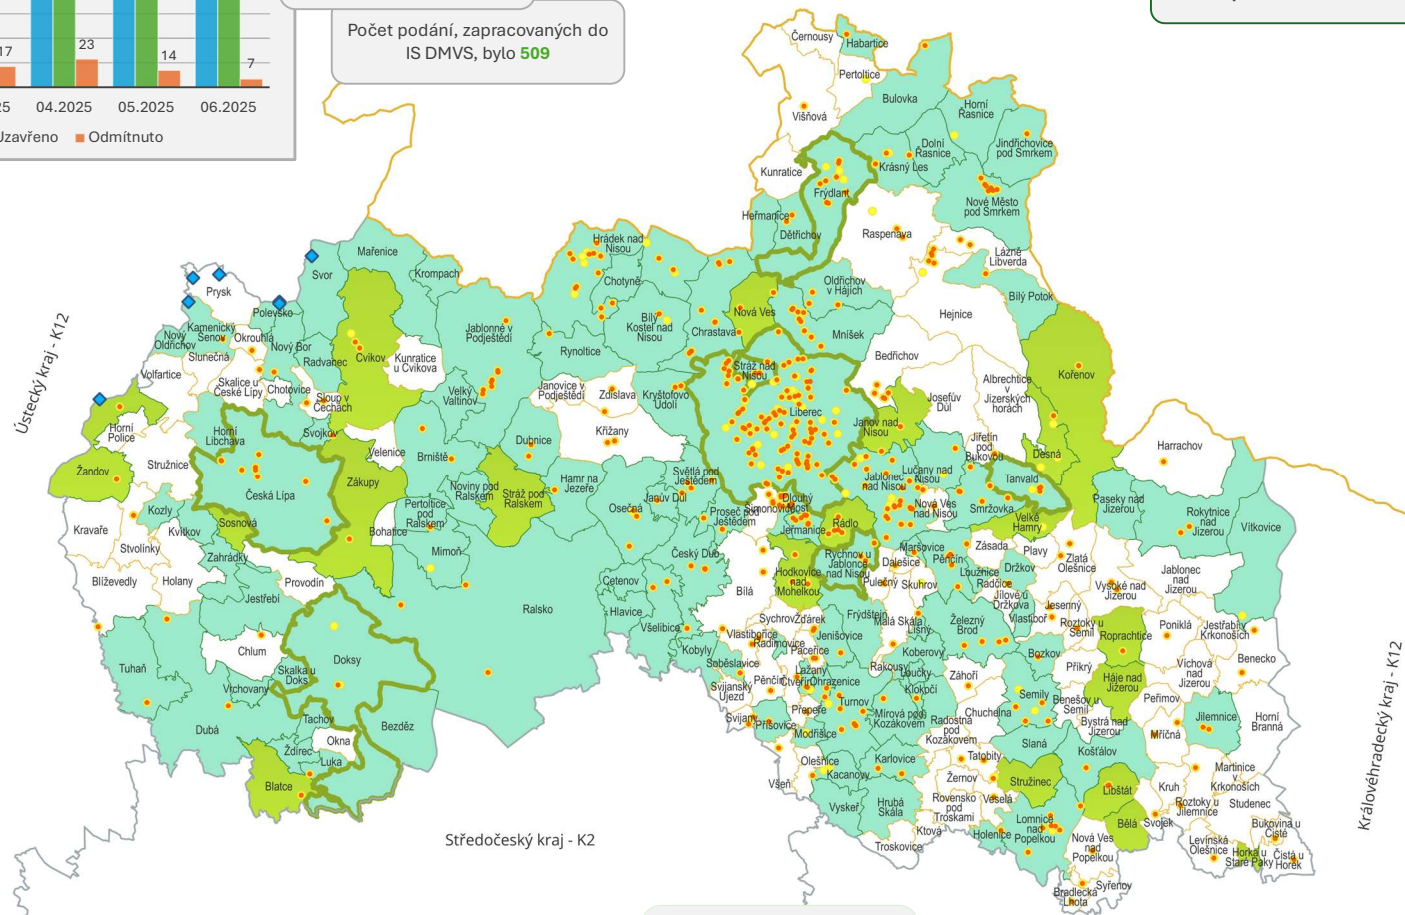 17
23
14
7
25
04.2025
05.2025
06.2025
Uzavřeno
Odmítnuto
Počet podání, zapracovaných do
IS DMVS, bylo 509
Ústecký kraj - K12
Středočeský kraj - K2
Královéhradecký kraj - K12
Černousy
Habartice
Pertoltice
Višňová
Bulovka
Horní
Řasnice
Dolní
Řasnice
Jindřichovice
pod Smrkem
Krásný Les
Kunratice
Frýdlant
Nové Město
pod Smrkem
Heřmanice
Dětřichov
Raspenava
Lázně
Libverda
Bílý Potok
Hejnice
Oldřichov
v Hájích
Mníšek
Nová Ves
Chrastava
Hrádek nad
Nisou
Chotyně
Bílý
Kostel nad
Nisou
Rynoltice
Mařenice
Krompach
Svor
Prysk
Polevsko
Kamenický
Šenov
Nový
Oldřichov
Okrouhlá
Nový Bor
Slunečná
Radvanec
Cvikov
Kunratice
u Cvikova
Jablonné v
Podještědí
Volfartice
Skalice u
České Lípy
Chotovice
Sloup v
Čechách
Velký
Valtinov
Janovice v
Podještědí
Zdislava
Kryštofovo
Údolí
Stráž nad
Nisou
Liberec
Bedřichov
Josefův
Důl
Albrechtice
v
Jizerských
horách
Kořenov
Janov nad
Nisou
Horní
Police
Žandov
Horní
Libchava
Svojkov
Velenice
Brniště
Dubnice
Křižany
Stružnice
Česká Lípa
Zákupy
Noviny pod
Ralskem
Stráž pod
Ralskem
Hamr na
Jezeře
Světlá pod
Ještědem
Janův Důl
Osečná
Proseč pod
Ještědem
Šimonovice
Dlouhý
Most
Jeřmanice
Rádlo
Jablonec
nad Nisou
Lučany nad
Nisou
Nová Ves
nad Nisou
Jiřetín
pod
Bukovou
Desná
Tanvald
Smržovka
Velké
Hamry
Harrachov
Paseky nad
Jizerou
Rokytnice
nad
Jizerou
Vítkovice
Kozly
Kvítkov
Sosnová
Bohatice
Pertoltice
pod
Ralskem
Mimoň
Kravaře
Stvolínky
Blíževedly
Holany
Zahrádky
Provodín
Jestřebí
Ralsko
Český Dub
Cetenov
Hlavice
Všelibice
Bílá
Hodkovice
nad
Mohelkou
Rychnov u
Jablonce
nad Nisou
Pulečný
Dalešice
Maršovice
Skuhrov
Pěnčín
Zásada
Loužnice
Radčice
Držkov
Plavy
Zlatá
Olešnice
Jílové u
Držkova
Vysoké nad
Jizerou
Jablonec
nad
Jizerou
Jesenný
Vlastiboř
Roztoky u
Semil
Roprachtice
Poniklá
Jestřabí v
Krkonoších
Benecko
Víchová
nad
Jizerou
Sychrov
Žďárek
Frýdštejn
Malá Skála
Líšný
Železný
Brod
Vlastibořice
Radimovice
Jenišovice
Paceřice
Koberovy
Bozkov
Příkrý
Kobyly
Soběslavice
Lažany
Rakousy
Loučky
Záhoří
Háje nad
Jizerou
Peřimov
Svijanský
Újezd
Pěnčín
Čtveřín
Ohrazenice
Klokočí
Semily
Benešov u
Semil
Turnov
Přepeře
Mírová pod
Kozákovem
Chuchelna
Bystrá nad
Jizerou
Jilemnice
Horní
Branná
Svijany
Příšovice
Modřišice
Radostná
pod
Kozákovem
Slaná
Košťálov
Mříčná
Všeň
Olešnice
Kacanovy
Karlovice
Tatobity
Žernov
Stružinec
Libštát
Kruh
Martinice
v
Krkonoších
Vyskeř
Hrubá
Skála
Rovensko
pod
Troskami
Veselá
Lomnice
nad
Popelkou
Bělá
Svojek
Roztoky u
Jilemnice
Studenec
Ktová
Troskovice
Holenice
Nová Ves
nad
Popelkou
Levínská
Olešnice
Horka u
Staré Paky
Bukovina u
Čisté
Čistá u
Horek
Bradlecká
Lhota
Syřenov
Tuhaň
Chlum
Skalka u
Doks
Doksy
Vrchovany
Dubá
Tachov
Okna
Bezděz
Ždírec
Luka
Blatce